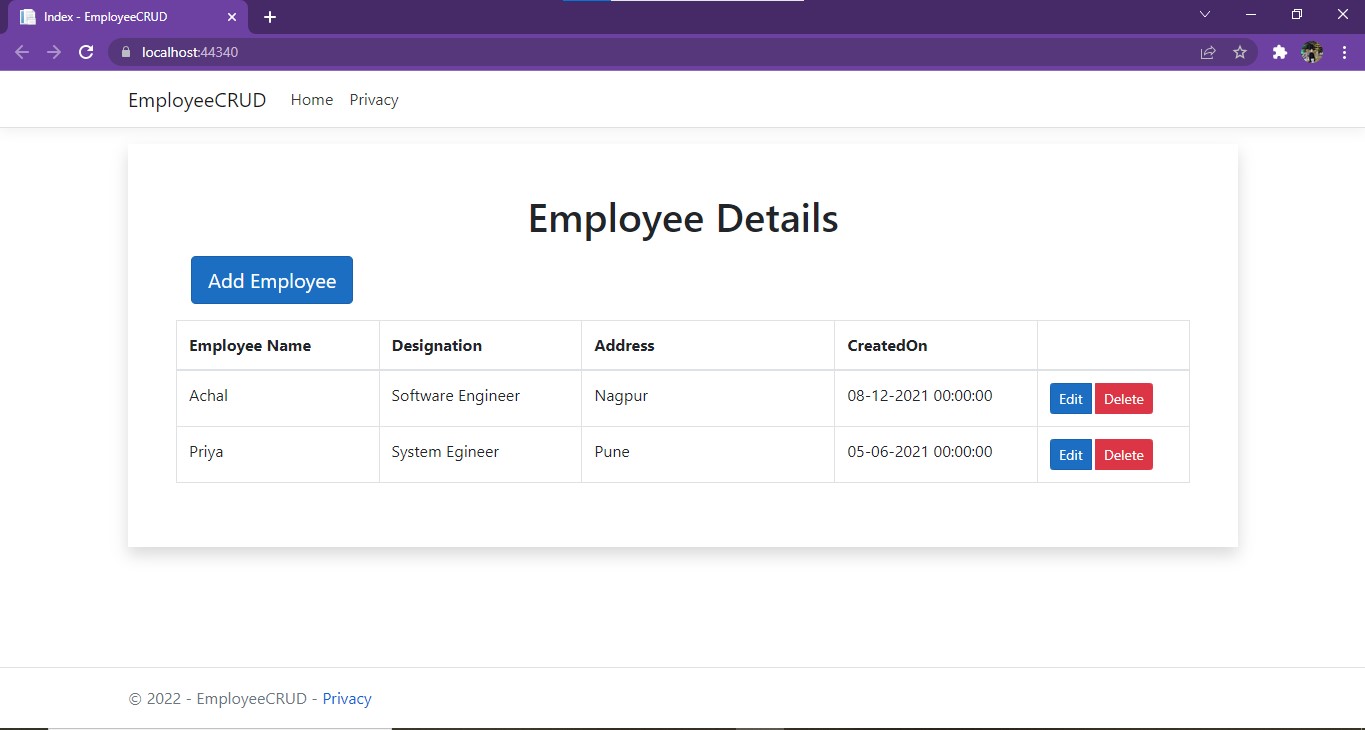 Index - EmployeeCRUD
localhost:44340
EmployeeCRUD Home Privacy
Employee Details
Add Employee
Employee Name Designation Address CreatedOn
Achal Software Engineer Nagpur 08-12-2021 00:00:00 Edit Delete
Priya System Egineer Pune 05-06-2021 00:00:00 Edit Delete
© 2022 - EmployeeCRUD - Privacy